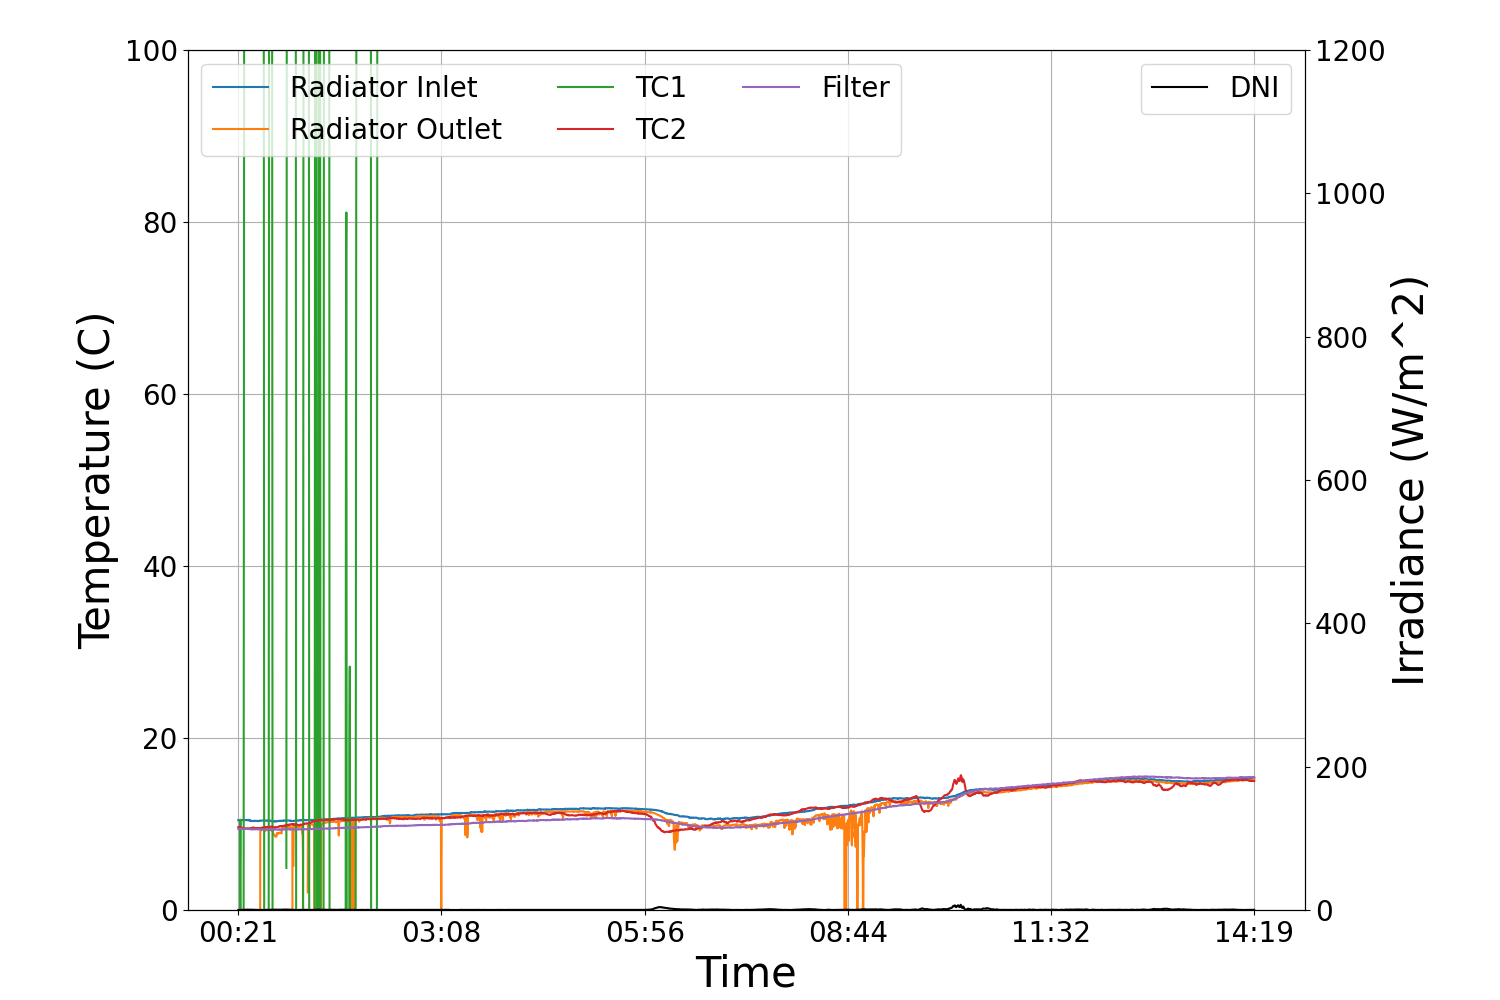 100
80
60
40
20
0
Temperature (C)
Radiator Inlet
Radiator Outlet
TC1
TC2
Filter
DNI
1200
1000
800
600
400
200
0
Irradiance (W/m^2)
00:21
03:08
05:56
08:44
11:32
14:19
Time